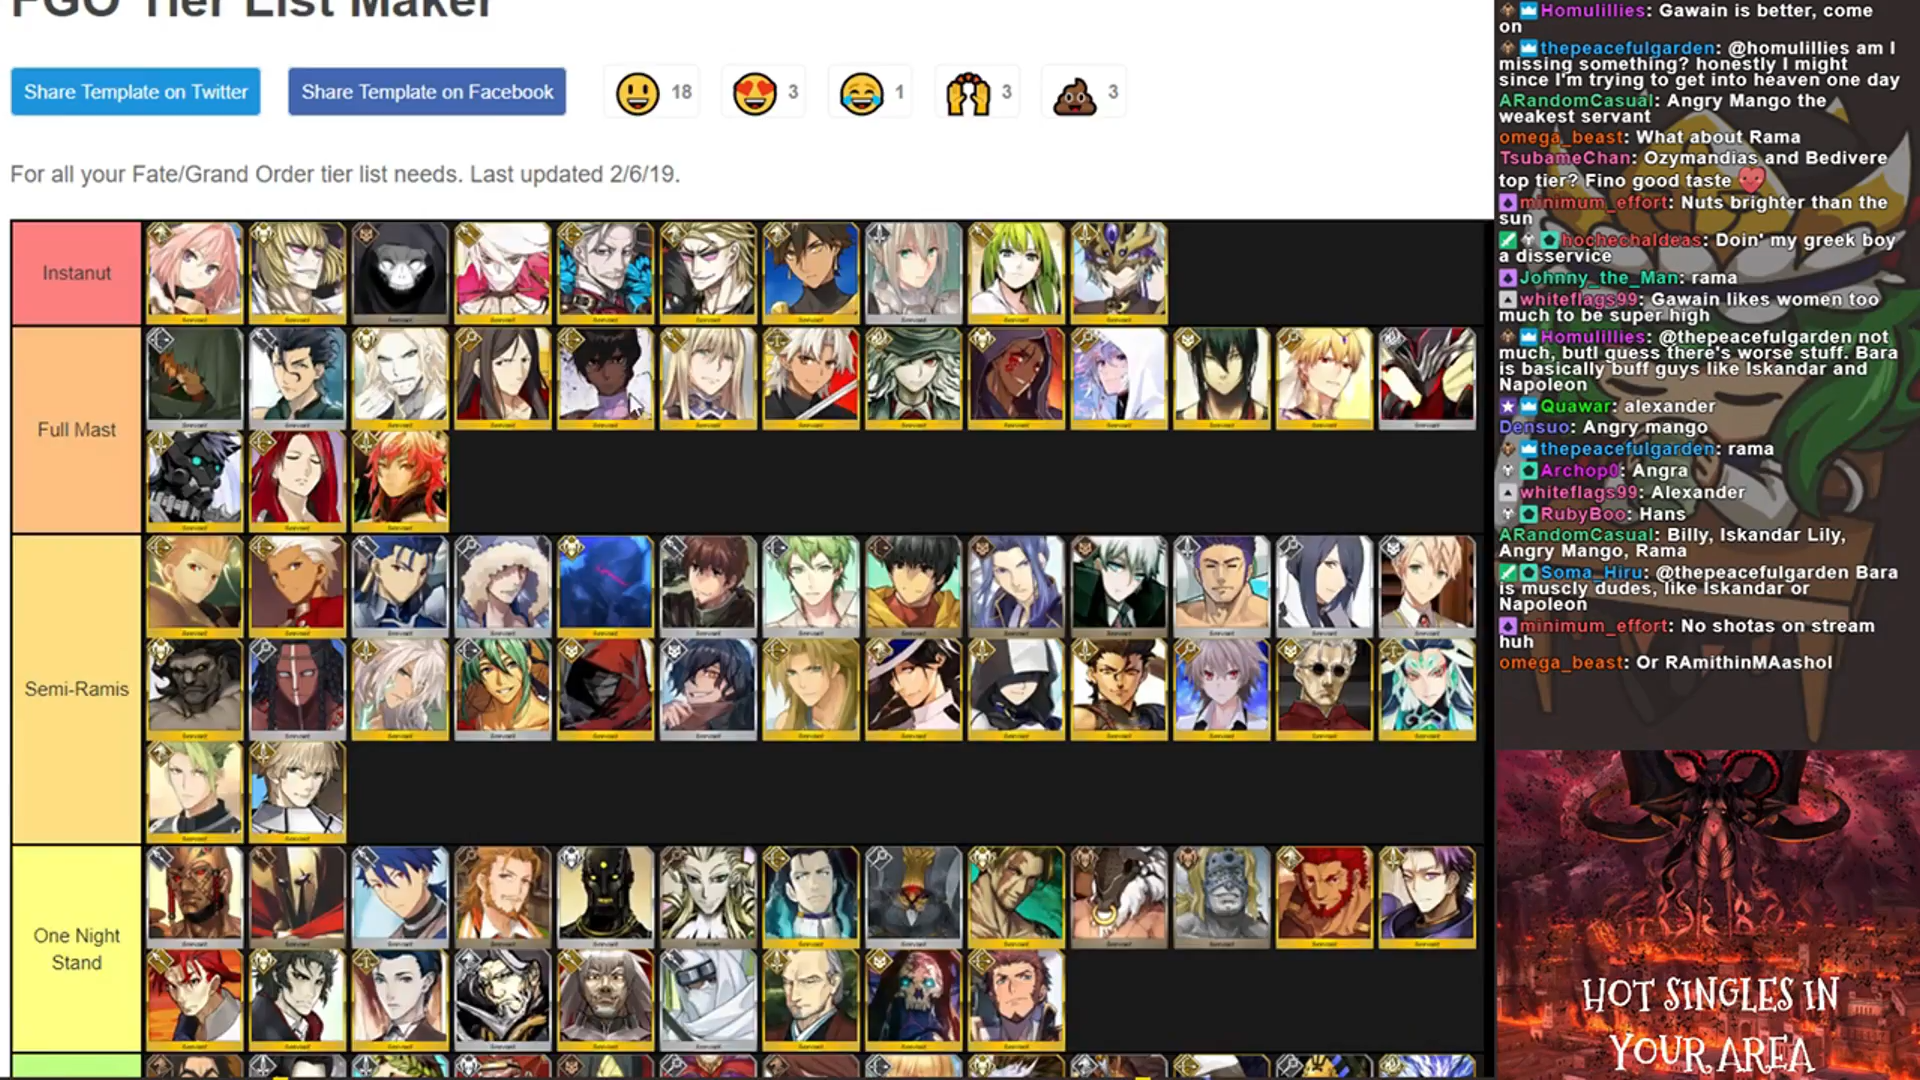 FGO Tier List Maker
Share Template on Twitter
Share Template on Facebook
18
3
1
3
3
For all your Fate/Grand Order tier list needs. Last updated 2/6/19.
Instanut
Full Mast
Semi-Ramis
One Night
Stand
Homulillies: Gawain is better, come
on
thepeacefulgarden: @homulillies am I
missing something? honestly I might
since I'm trying to get into heaven one day
ARandomCasual: Angry Mango the
weakest servant
omega_beast: What about Rama
TsubameChan: Ozymandias and Bedivere
top tier? Fino good taste
minimum_effort: Nuts brighter than the
sun
hochechaldeas: Doin' my greek boy
a disservice
Johnny_the_Man: rama
whiteflags99: Gawain likes women too
much to be super high
Homulillies: @thepeacefulgarden not
much, butI guess there's worse stuff. Bara
is basically buff guys like Iskandar and
Napoleon
Quawar: alexander
Densuo: Angry mango
thepeacefulgarden: rama
Archop0: Angra
whiteflags99: Alexander
RubyBoo: Hans
ARandomCasual: Billy, Iskandar Lily,
Angry Mango, Rama
Soma_Hiru: @thepeacefulgarden Bara
is muscly dudes, like Iskandar or
Napoleon
minimum_effort: No shotas on stream
huh
omega_beast: Or RAmithinMAashol
HOT SINGLES IN
YOUR AREA